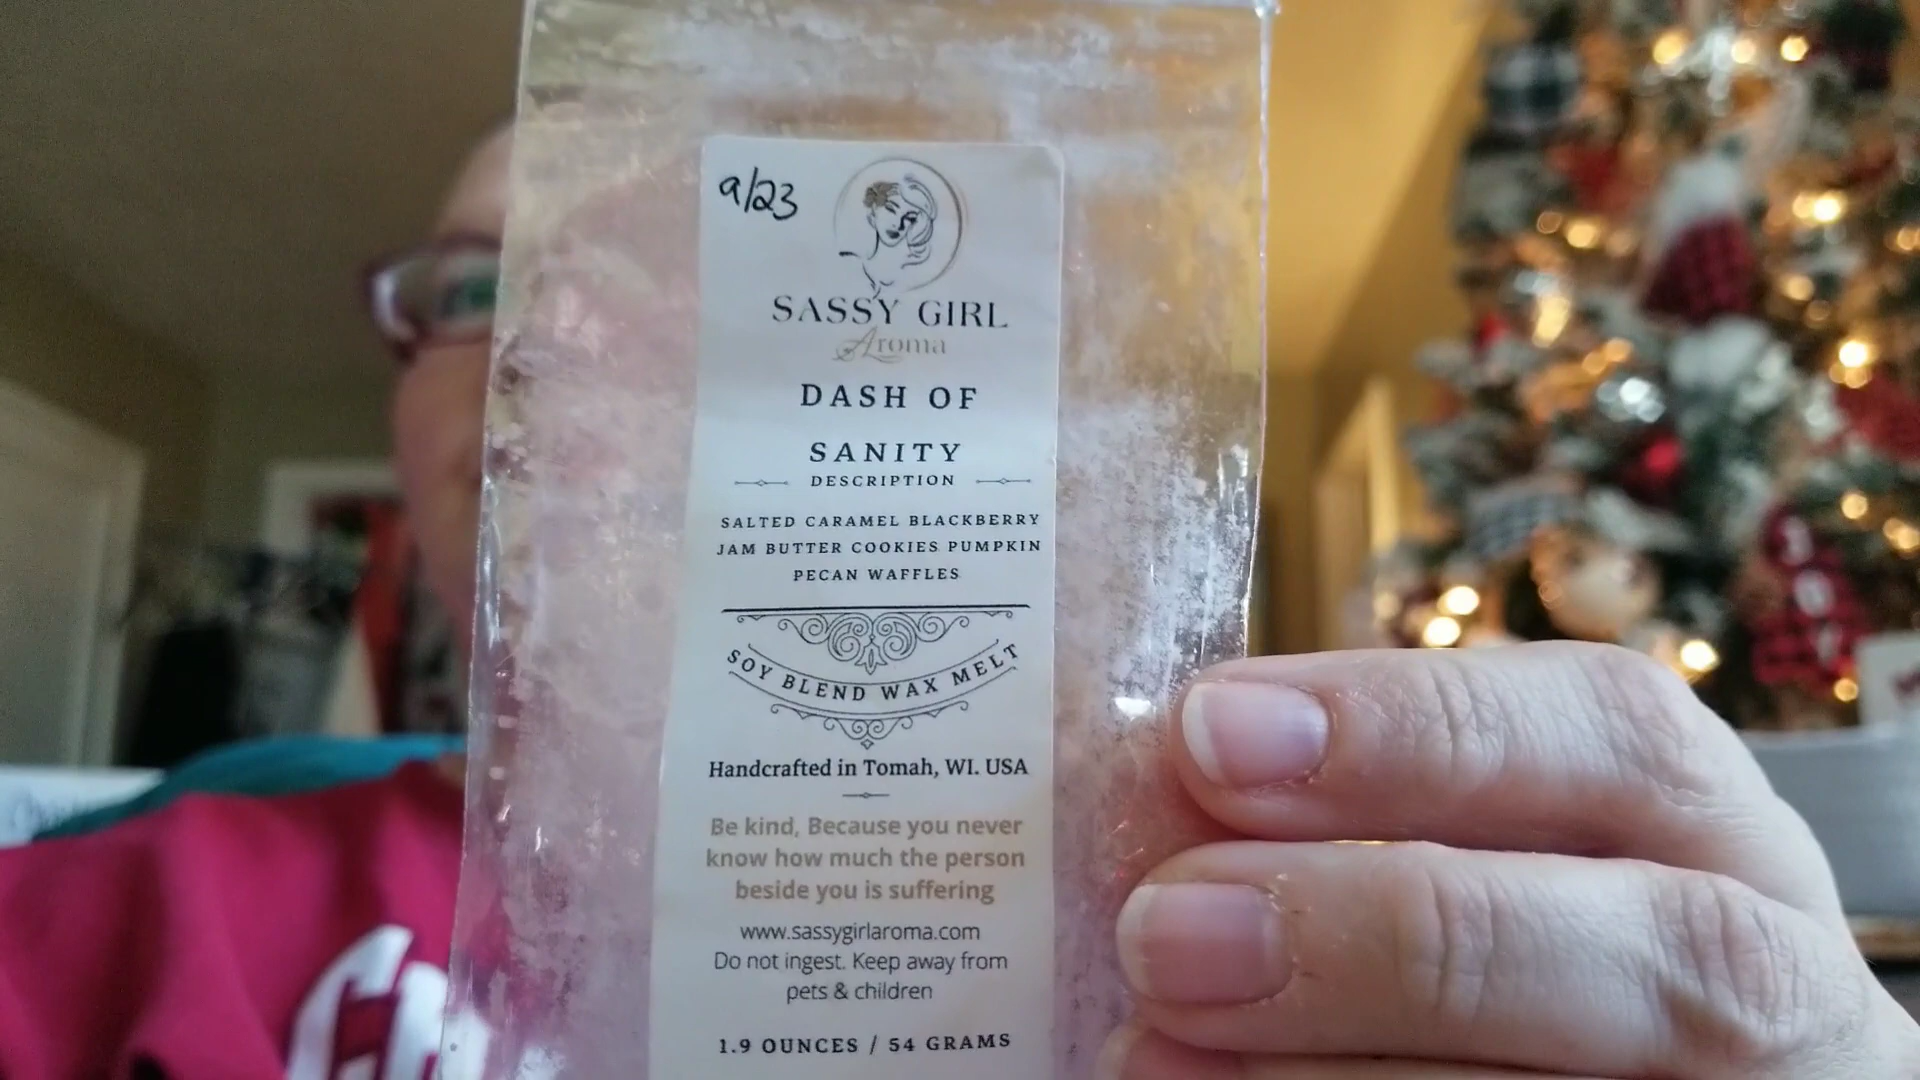 9/23
SASSY GIRL
Aroma
DASH OF
SANITY
DESCRIPTION
SALTED CARAMEL BLACKBERRY
JAM BUTTER COOKIES PUMPKIN
PECAN WAFFLES
SOY BLEND WAX MELT
Handcrafted in Tomah, WI. USA
Be kind, Because you never
know how much the person
beside you is suffering
www.sassygirlaroma.com
Do not ingest. Keep away from
pets & children
1.9 OUNCES / 54 GRAMS